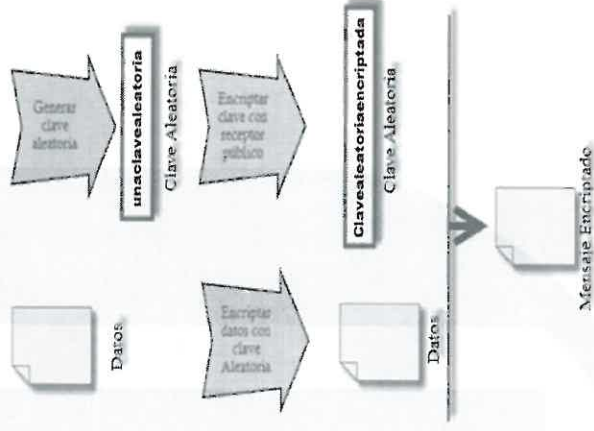 Generar
clave
aleatoria
unaclavealeatoria
Clave Aleatoria
Datos
Encriptar
clave con
receptor
público
Encriptar
datos con
clave
Aleatoria
Clavealeatoriaencriptada
Clave Aleatoria
Datos
Mensaje Encriptado